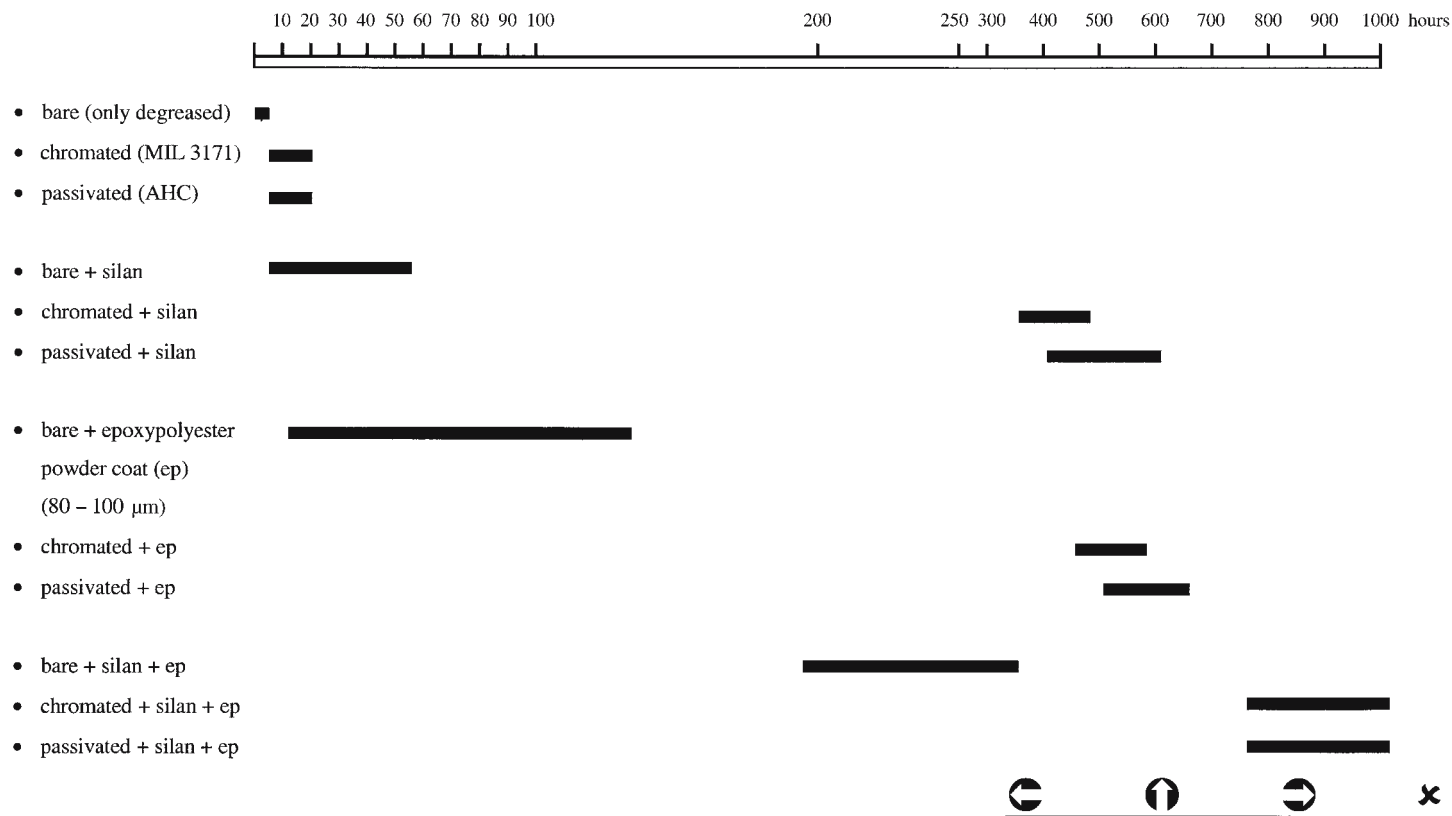 10 20 30 40 50 60 70 80 90 100 200 250 300 400 500 600 700 800 900 1000 hours
• bare (only degreased)
• chromated (MIL 3171)
• passivated (AHC)
• bare + silan
• chromated + silan
• passivated + silan
• bare + epoxypolyester
powder coat (ep)
(80 – 100 μm)
• chromated + ep
• passivated + ep
• bare + silan + ep
• chromated + silan + ep
• passivated + silan + ep